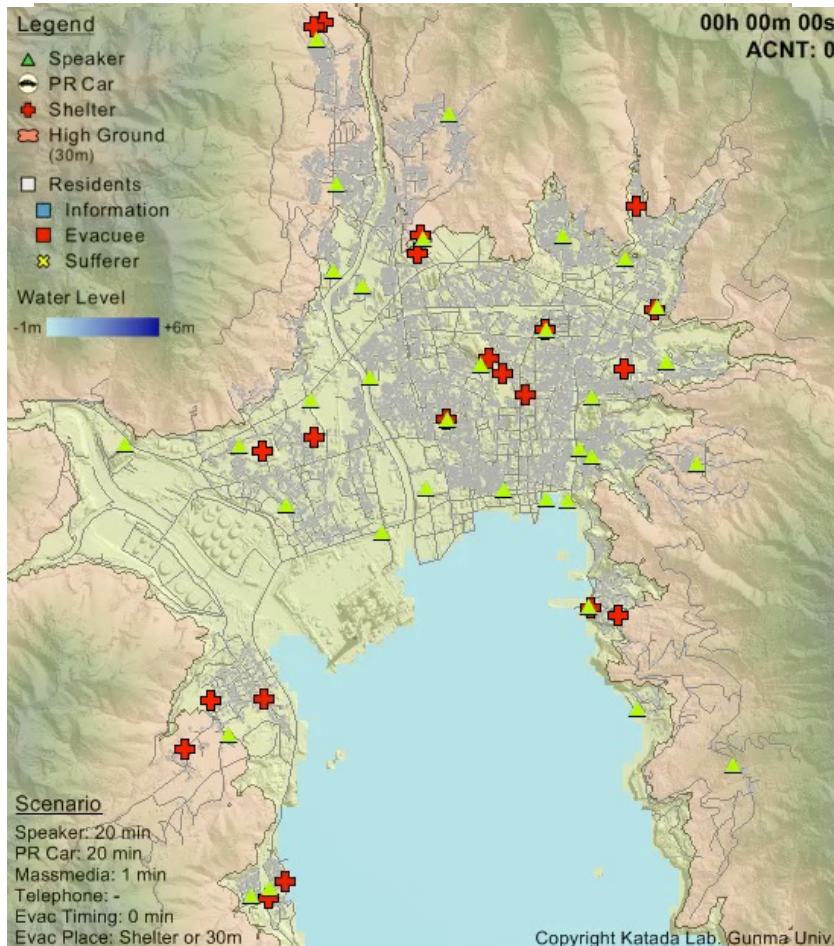 Legend
Speaker
PR Car
Shelter
High Ground
(30m)
Residents
Information
Evacuee
Sufferer
Water Level
-1m +6m
00h 00m 00s
ACNT: 0
Scenario
Speaker: 20 min
PR Car: 20 min
Massmedia: 1 min
Telephone: -
Evac Timing: 0 min
Evac Place: Shelter or 30m
Copyright Katada Lab. Gunma Univ.